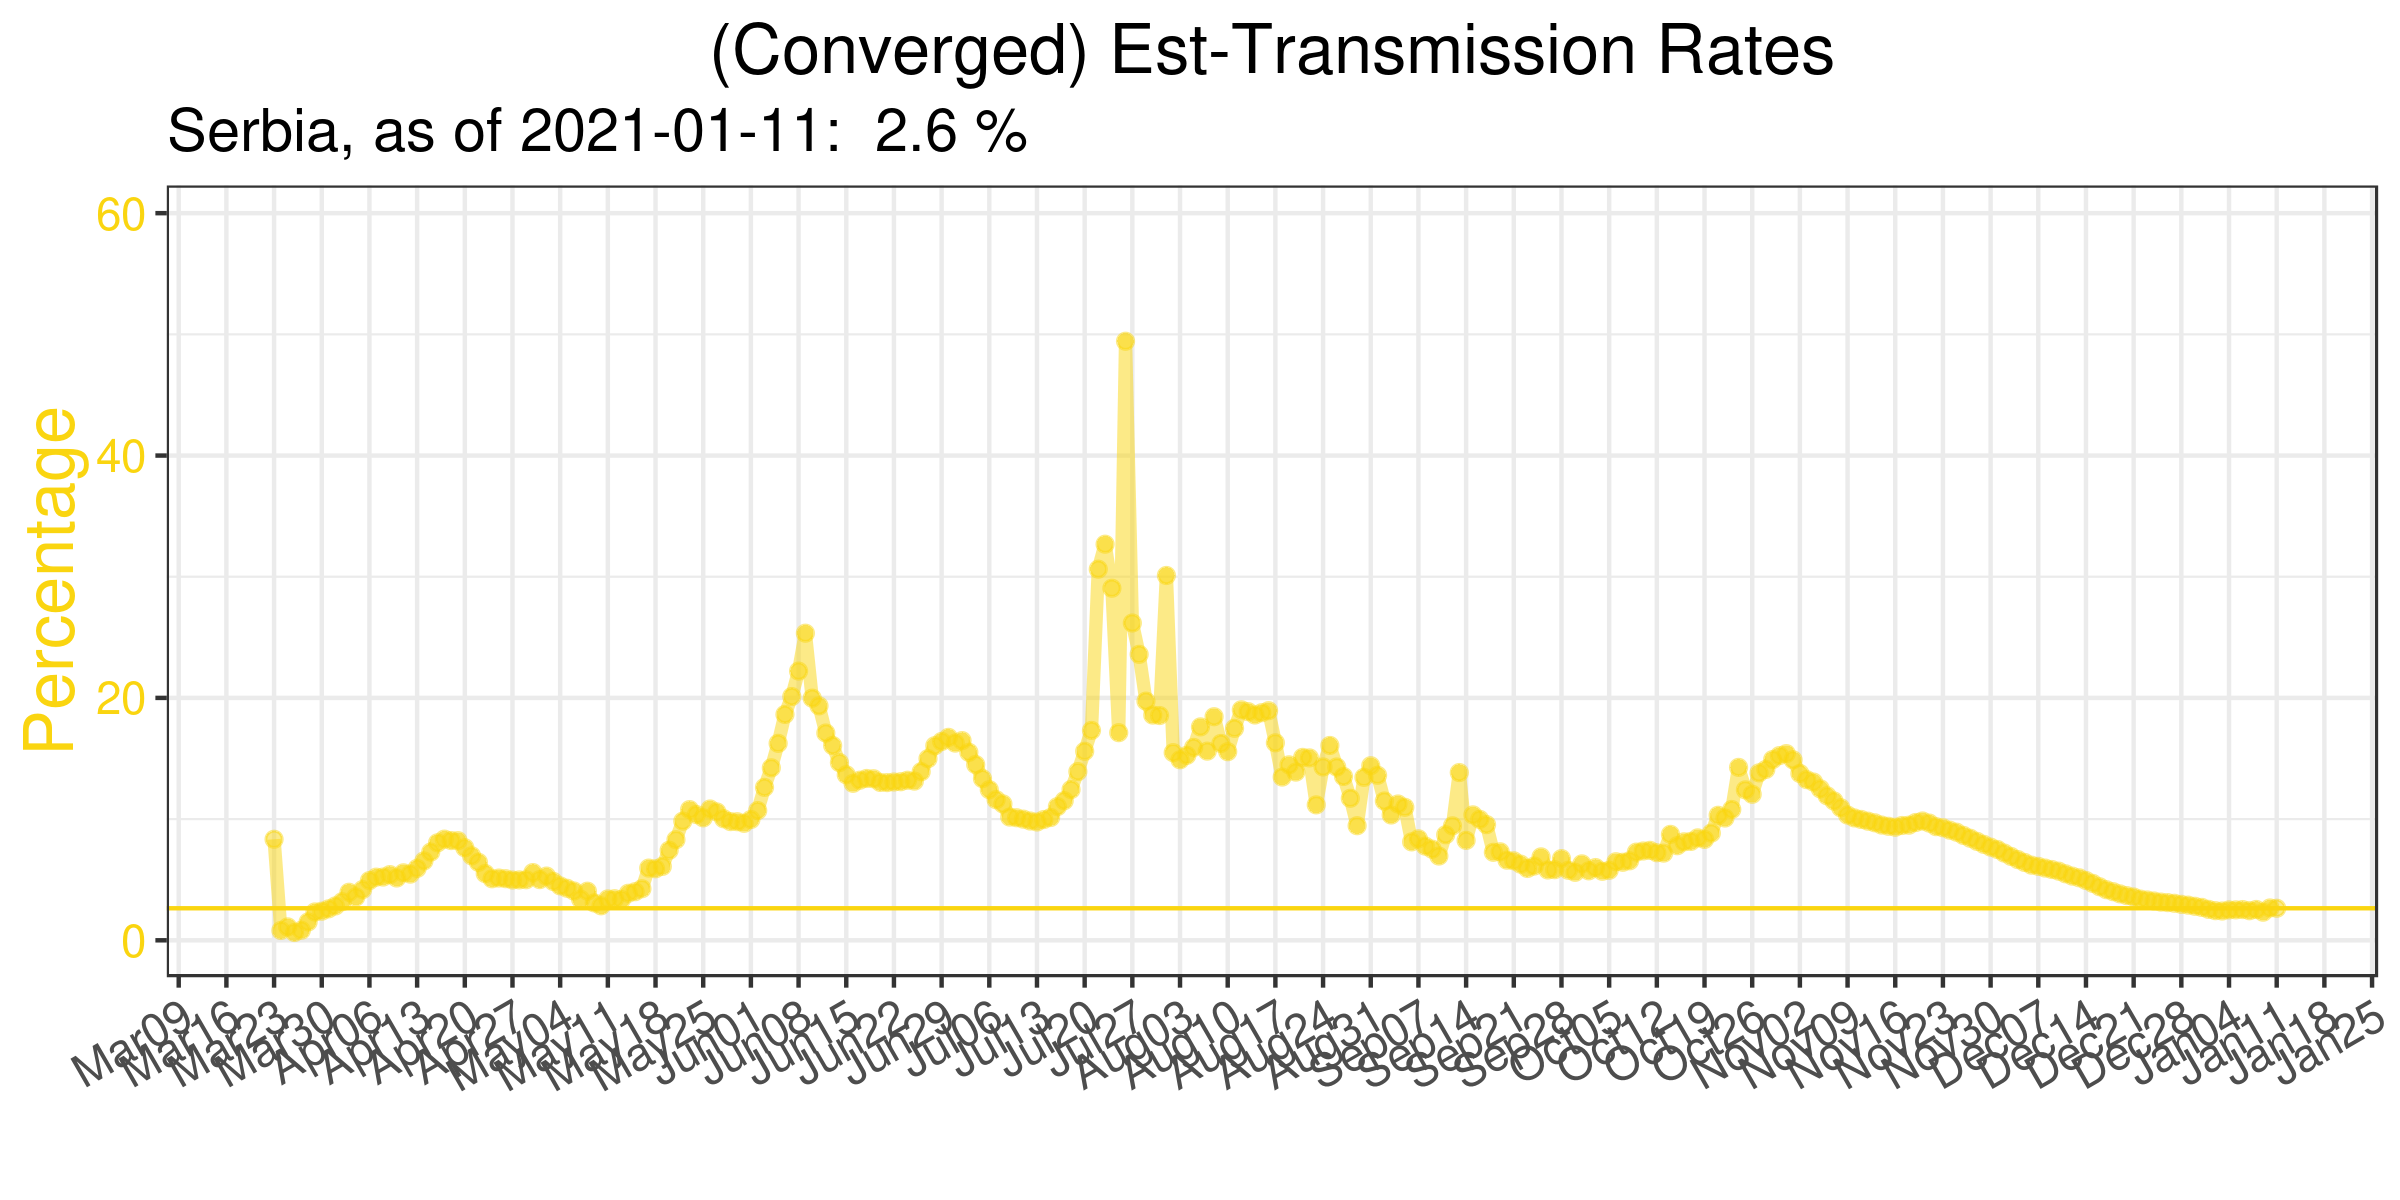 (Converged) Est-Transmission Rates
Serbia, as of 2021-01-11:  2.6 %
Percentage
60
40
20
0
Mar09
Mar16
Mar23
Mar30
Apr06
Apr13
Apr20
Apr27
May04
May11
May18
May25
Jun01
Jun08
Jun15
Jun22
Jun29
Jul06
Jul13
Jul20
Jul27
Aug03
Aug10
Aug17
Aug24
Aug31
Sep07
Sep14
Sep21
Sep28
Oct05
Oct12
Oct19
Oct26
Nov02
Nov09
Nov16
Nov23
Nov30
Dec07
Dec14
Dec21
Dec28
Jan04
Jan11
Jan18
Jan25